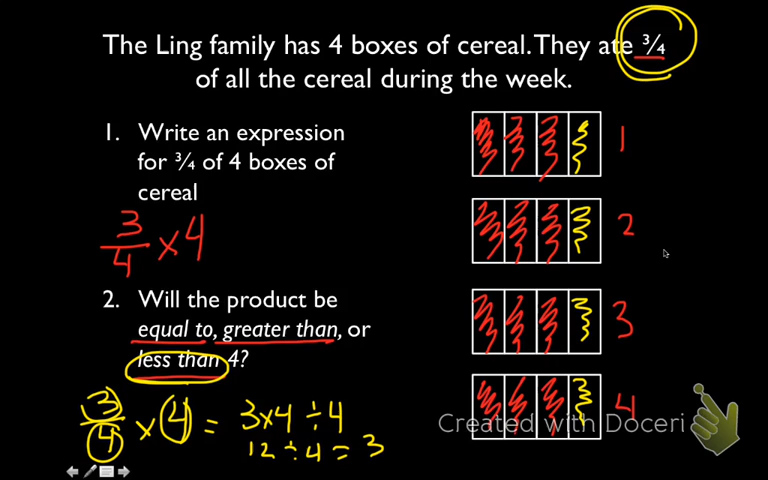 The Ling family has 4 boxes of cereal. They ate ¾
of all the cereal during the week.
1. Write an expression
for ¾ of 4 boxes of
cereal
3/4 × 4
2. Will the product be
equal to, greater than, or
less than 4?
3/4 × 4 = 3×4 ÷4
12 ÷ 4 = 3
1
2
3
4
Created with Doceri